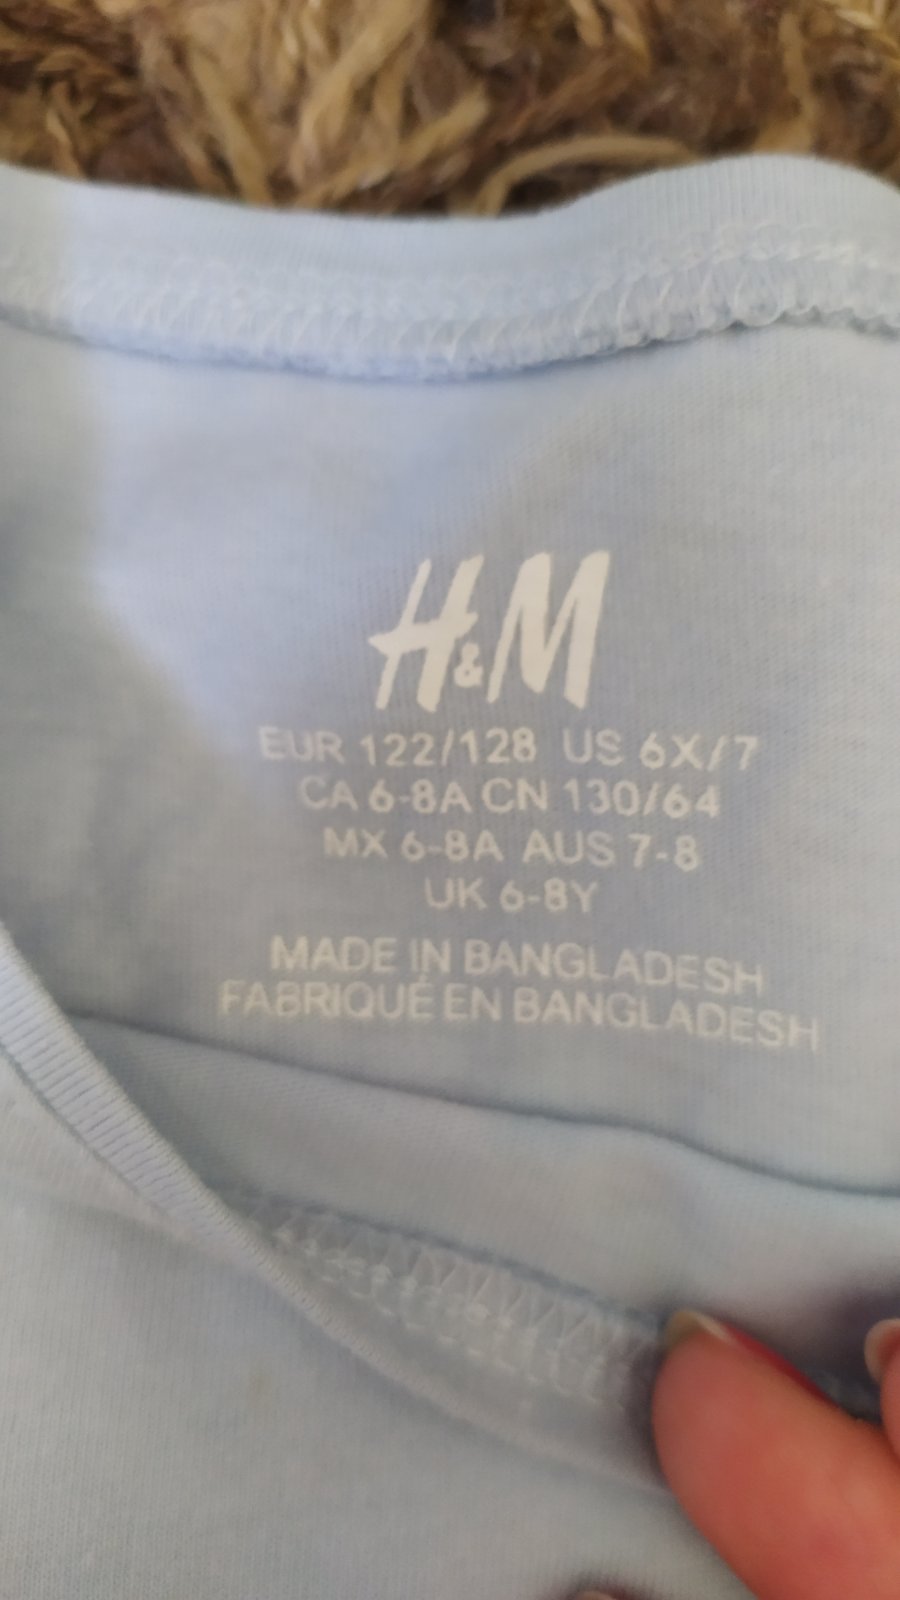 H&M
EUR 122/128 US 6X/7
CA 6-8A CN 130/64
MX 6-8A AUS 7-8
UK 6-8Y
MADE IN BANGLADESH
FABRIQUÉ EN BANGLADESH